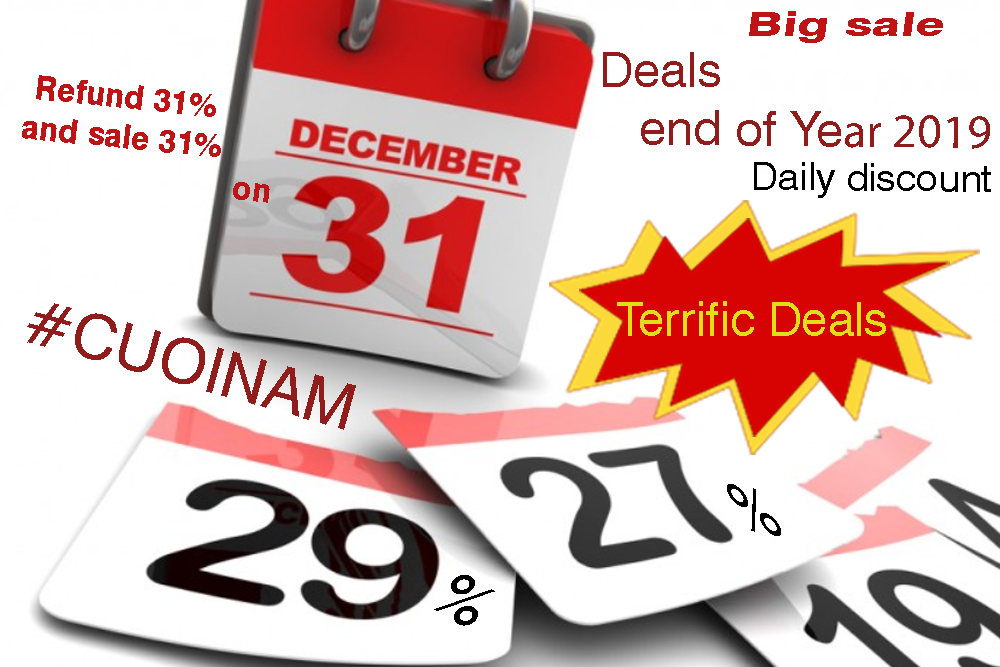 Big sale
Deals
end of Year 2019
Daily discount
Refund 31%
and sale 31%
on
DECEMBER
31
Terrific Deals
#CUOINAM
29%
27%
19